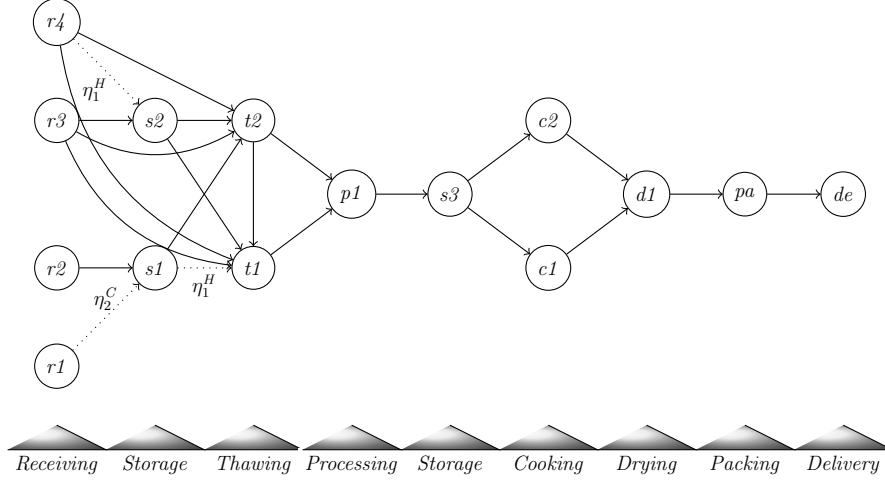 r4
η₁ᴴ
r3 s2 t2 c2
p1 s3 d1 pa de
r2 s1 t1 c1
η₂ᶜ η₁ᴴ
r1
Receiving Storage Thawing Processing Storage Cooking Drying Packing Delivery